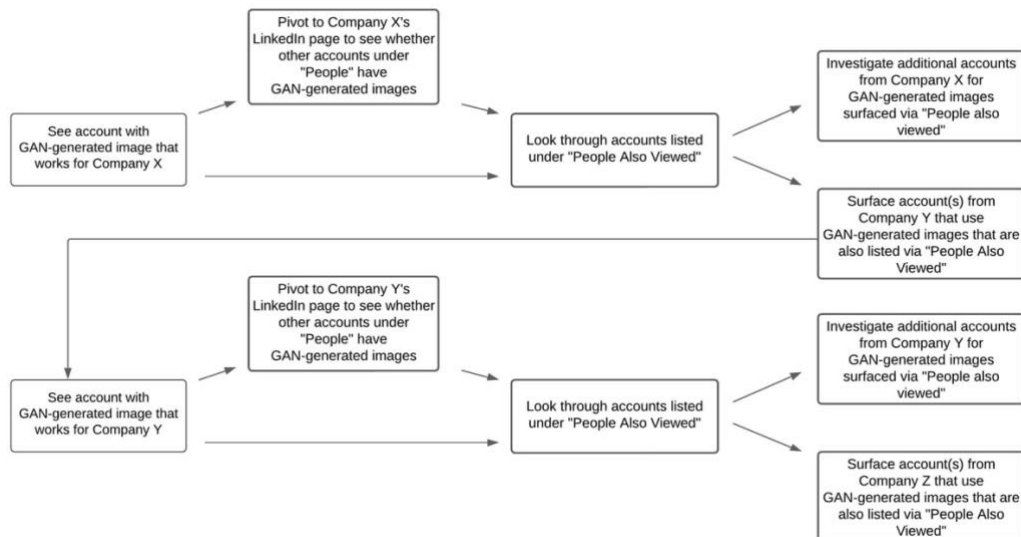 Pivot to Company X's
LinkedIn page to see whether
other accounts under
"People" have
GAN-generated images
See account with
GAN-generated image that
works for Company X
Look through accounts listed
under "People Also Viewed"
Investigate additional accounts
from Company X for
GAN-generated images
surfaced via "People also
viewed"
Surface account(s) from
Company Y that use
GAN-generated images that are
also listed via "People Also
Viewed"
Pivot to Company Y's
LinkedIn page to see whether
other accounts under
"People" have
GAN-generated images
See account with
GAN-generated image that
works for Company Y
Look through accounts listed
under "People Also Viewed"
Investigate additional accounts
from Company Y for
GAN-generated images
surfaced via "People also
viewed"
Surface account(s) from
Company Z that use
GAN-generated images that are
also listed via "People Also
Viewed"